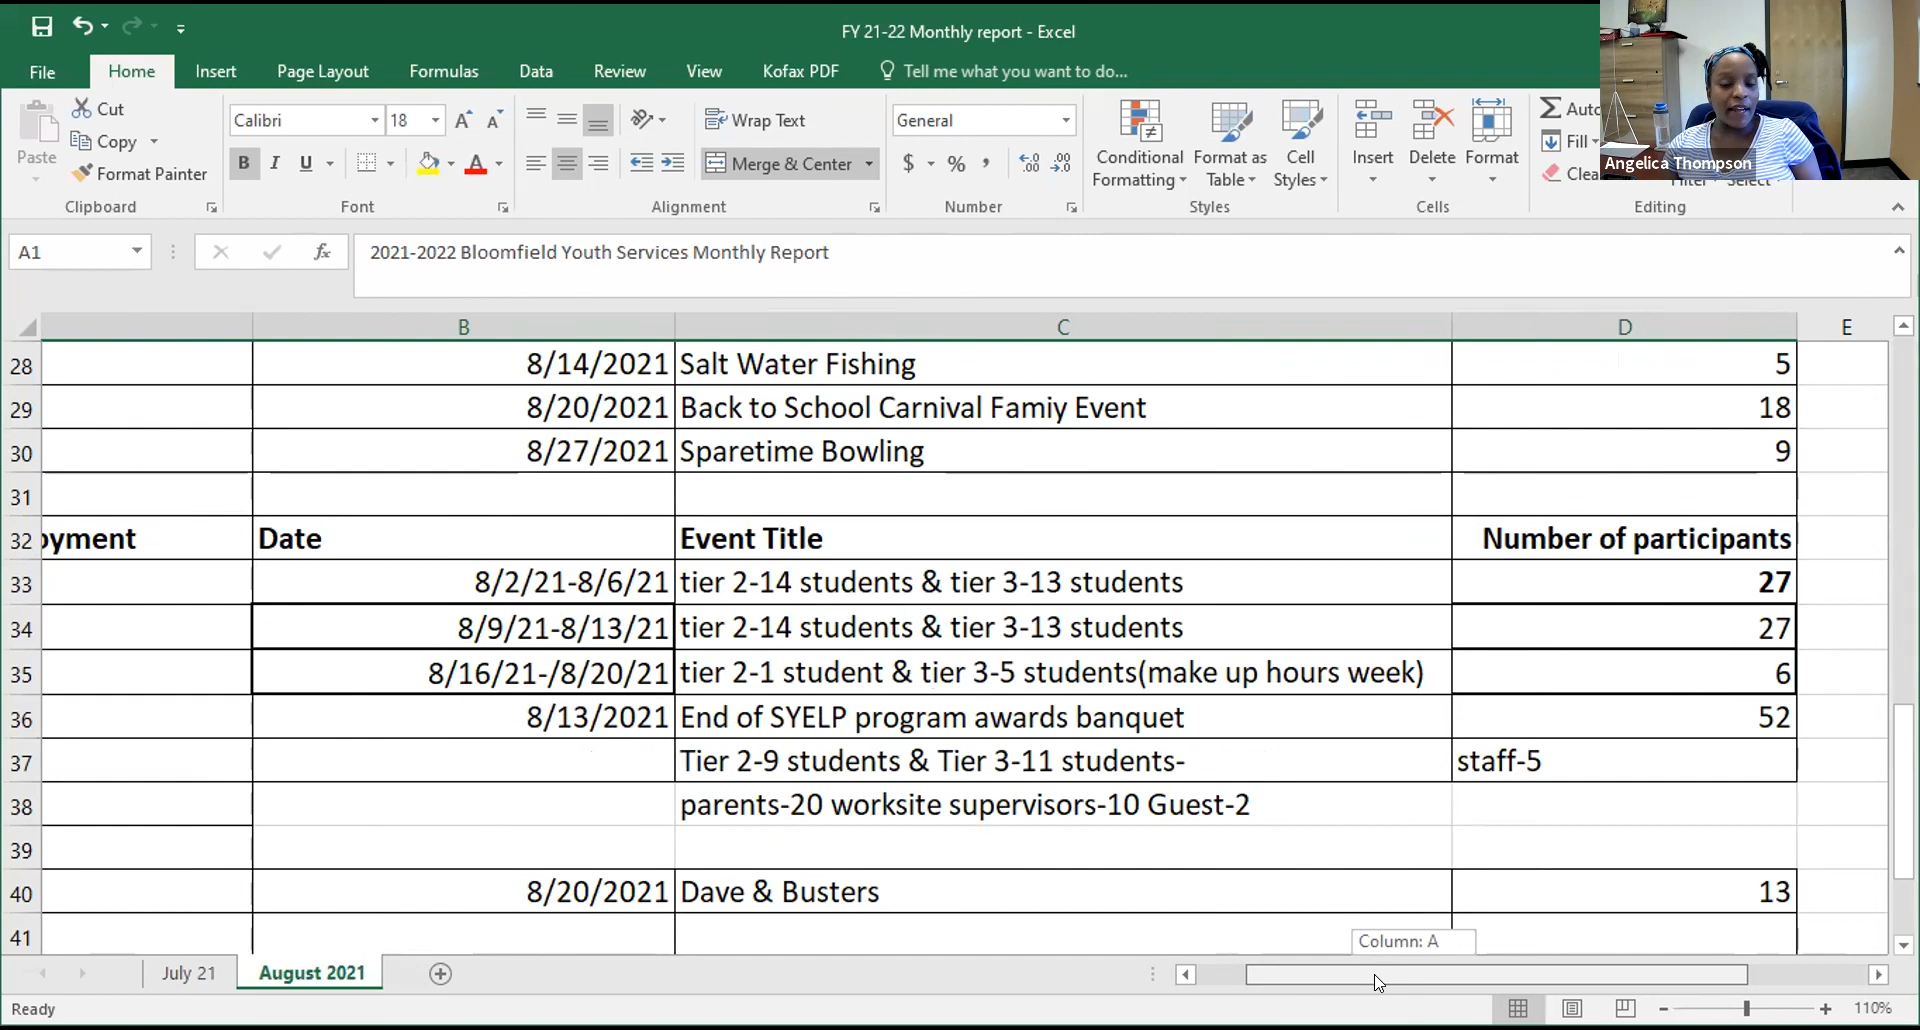 FY 21-22 Monthly report - Excel
File Home Insert Page Layout Formulas Data Review View Kofax PDF Tell me what you want to do...
Cut
Copy
Format Painter
Paste
Clipboard
Calibri 18
B I U
Font
Wrap Text
Merge & Center
Alignment
General
$ % ,
Number
Conditional Formatting
Format as Table
Cell Styles
Styles
Insert Delete Format
Cells
Fill
Editing
Angelica Thompson
A1 fx 2021-2022 Bloomfield Youth Services Monthly Report
B C D E
28 8/14/2021 Salt Water Fishing 5
29 8/20/2021 Back to School Carnival Famiy Event 18
30 8/27/2021 Sparetime Bowling 9
31
32 oyment Date Event Title Number of participants
33 8/2/21-8/6/21 tier 2-14 students & tier 3-13 students 27
34 8/9/21-8/13/21 tier 2-14 students & tier 3-13 students 27
35 8/16/21-/8/20/21 tier 2-1 student & tier 3-5 students(make up hours week) 6
36 8/13/2021 End of SYELP program awards banquet 52
37 Tier 2-9 students & Tier 3-11 students- staff-5
38 parents-20 worksite supervisors-10 Guest-2
39
40 8/20/2021 Dave & Busters 13
41
Column: A
July 21 August 2021
Ready 110%